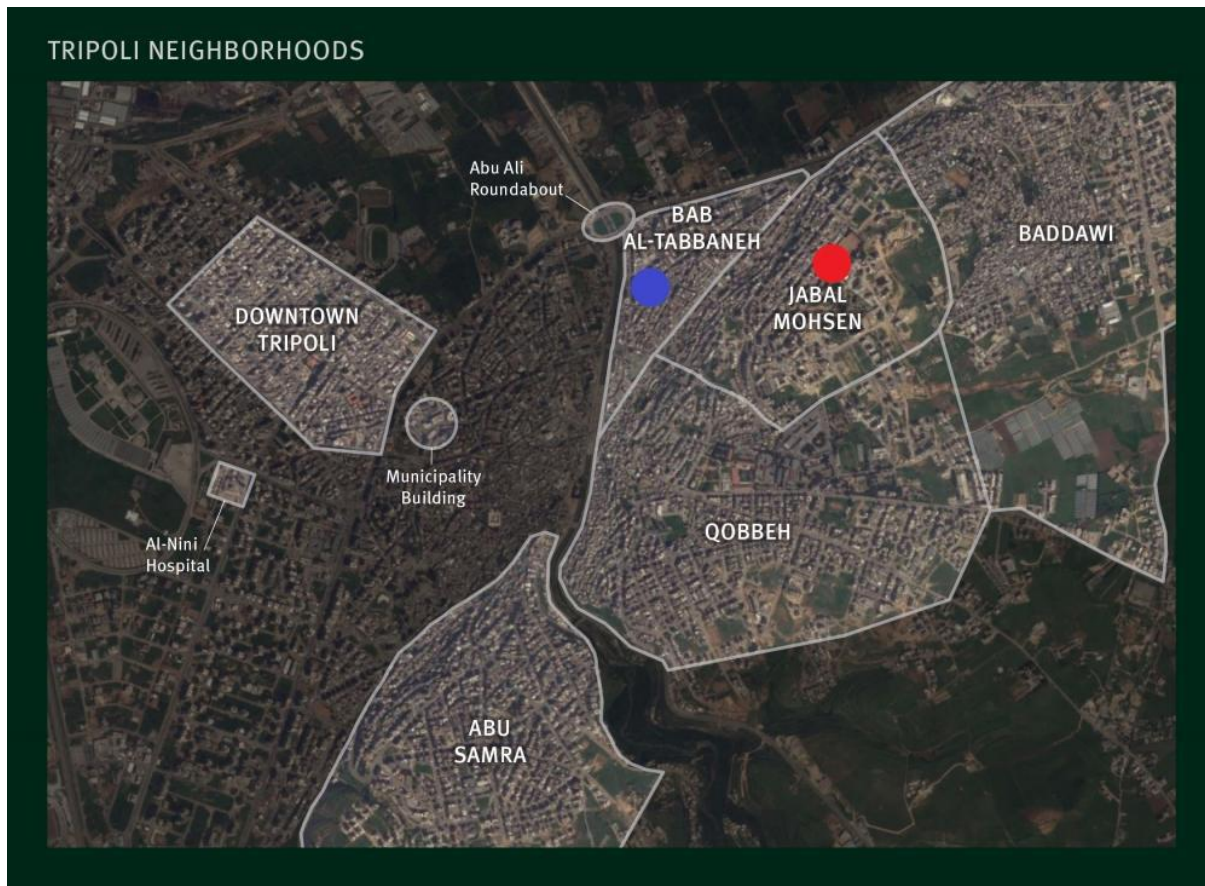 TRIPOLI NEIGHBORHOODS
Abu Ali
Roundabout
BAB
AL-TABBANEH
BADDAWI
JABAL
MOHSEN
DOWNTOWN
TRIPOLI
Municipality
Building
QOBBEH
Al-Nini
Hospital
ABU
SAMRA